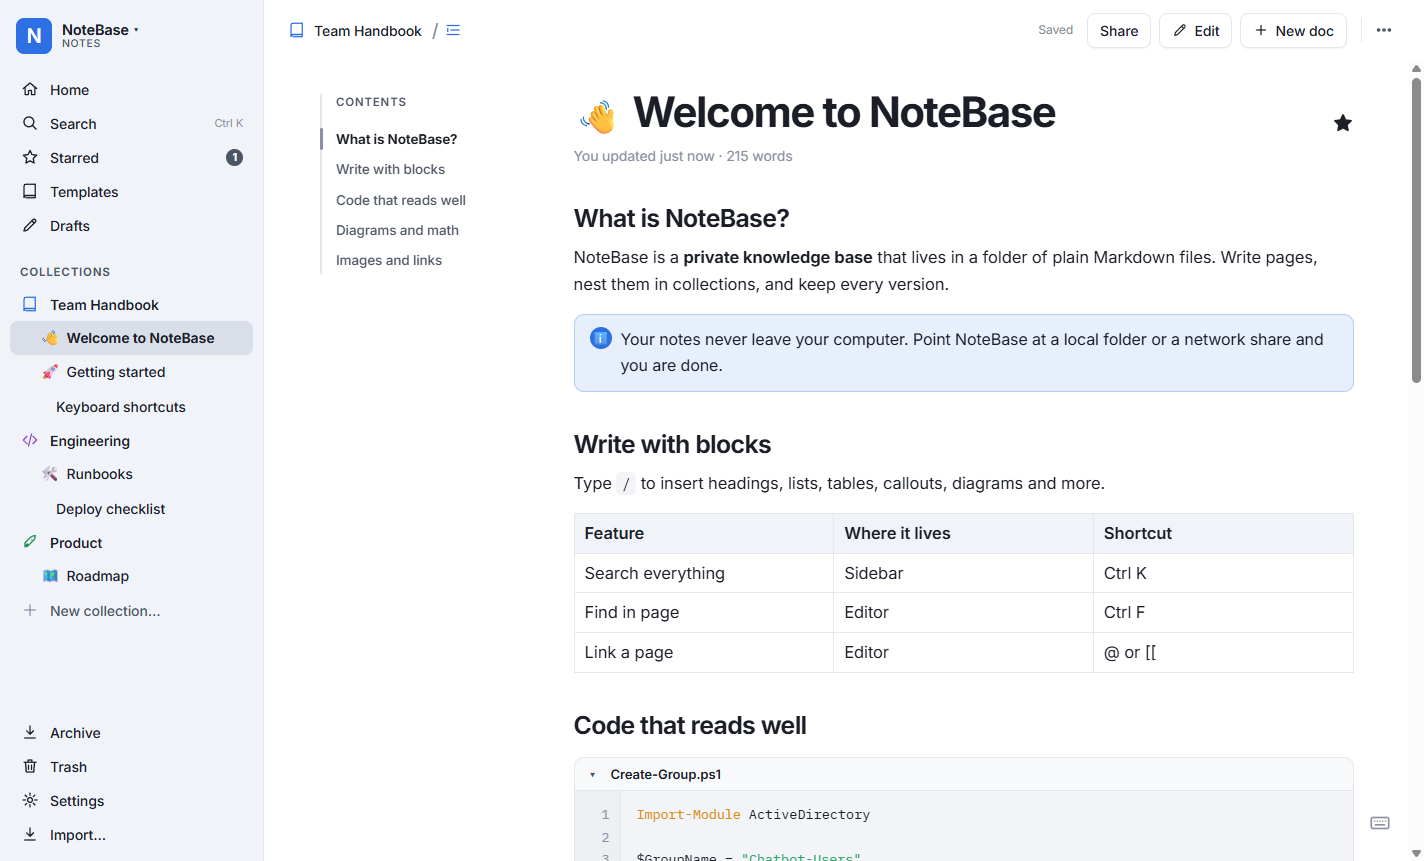 N
NoteBase
NOTES
Home
Search Ctrl K
Starred 1
Templates
Drafts
COLLECTIONS
Team Handbook
Welcome to NoteBase
Getting started
Keyboard shortcuts
Engineering
Runbooks
Deploy checklist
Product
Roadmap
New collection...
Archive
Trash
Settings
Import...
Team Handbook /
Saved Share Edit New doc
CONTENTS
What is NoteBase?
Write with blocks
Code that reads well
Diagrams and math
Images and links
Welcome to NoteBase
You updated just now · 215 words
What is NoteBase?
NoteBase is a private knowledge base that lives in a folder of plain Markdown files. Write pages,
nest them in collections, and keep every version.
Your notes never leave your computer. Point NoteBase at a local folder or a network share and
you are done.
Write with blocks
Type / to insert headings, lists, tables, callouts, diagrams and more.
Feature Where it lives Shortcut
Search everything Sidebar Ctrl K
Find in page Editor Ctrl F
Link a page Editor @ or [[
Code that reads well
Create-Group.ps1
1 Import-Module ActiveDirectory
2
3 $GroupName = "Chatbot-Users"